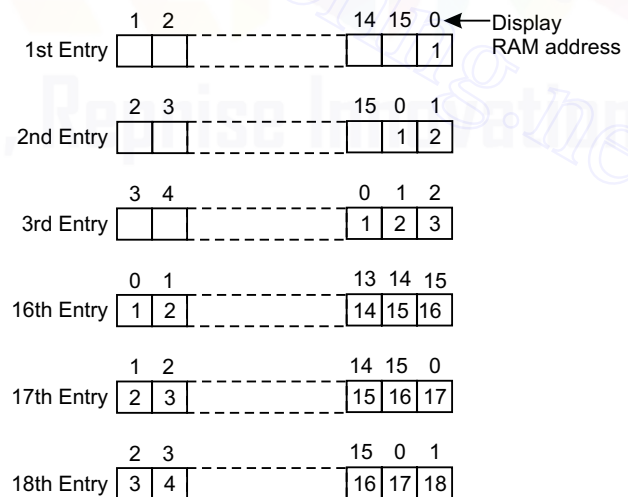 1 2 14 15 0 Display
1st Entry 1 RAM address
2 3 15 0 1
2nd Entry 1 2
3 4 0 1 2
3rd Entry 1 2 3
0 1 13 14 15
16th Entry 1 2 14 15 16
1 2 14 15 0
17th Entry 2 3 15 16 17
2 3 15 0 1
18th Entry 3 4 16 17 18